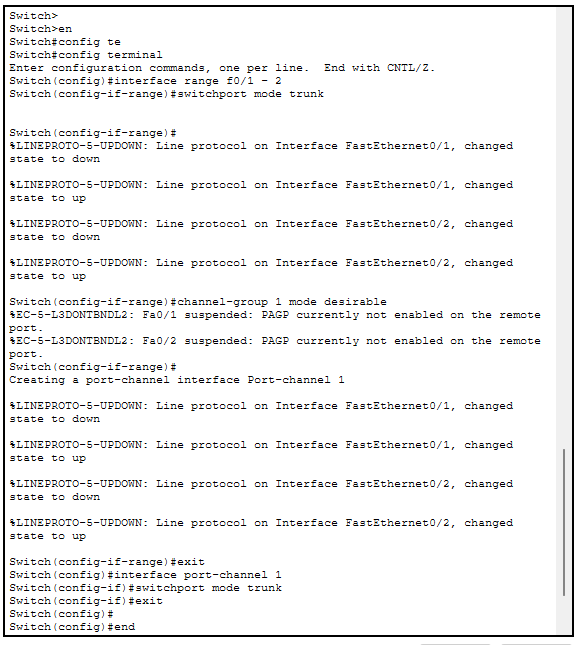 Switch>
Switch>en
Switch#config te
Switch#config terminal
Enter configuration commands, one per line.  End with CNTL/Z.
Switch(config)#interface range f0/1 - 2
Switch(config-if-range)#switchport mode trunk
Switch(config-if-range)#
%LINEPROTO-5-UPDOWN: Line protocol on Interface FastEthernet0/1, changed
state to down
%LINEPROTO-5-UPDOWN: Line protocol on Interface FastEthernet0/1, changed
state to up
%LINEPROTO-5-UPDOWN: Line protocol on Interface FastEthernet0/2, changed
state to down
%LINEPROTO-5-UPDOWN: Line protocol on Interface FastEthernet0/2, changed
state to up
Switch(config-if-range)#channel-group 1 mode desirable
%EC-5-L3DONTBNDL2: Fa0/1 suspended: PAGP currently not enabled on the remote
port.
%EC-5-L3DONTBNDL2: Fa0/2 suspended: PAGP currently not enabled on the remote
port.
Switch(config-if-range)#
Creating a port-channel interface Port-channel 1
%LINEPROTO-5-UPDOWN: Line protocol on Interface FastEthernet0/1, changed
state to down
%LINEPROTO-5-UPDOWN: Line protocol on Interface FastEthernet0/1, changed
state to up
%LINEPROTO-5-UPDOWN: Line protocol on Interface FastEthernet0/2, changed
state to down
%LINEPROTO-5-UPDOWN: Line protocol on Interface FastEthernet0/2, changed
state to up
Switch(config-if-range)#exit
Switch(config)#interface port-channel 1
Switch(config-if)#switchport mode trunk
Switch(config-if)#exit
Switch(config)#
Switch(config)#end